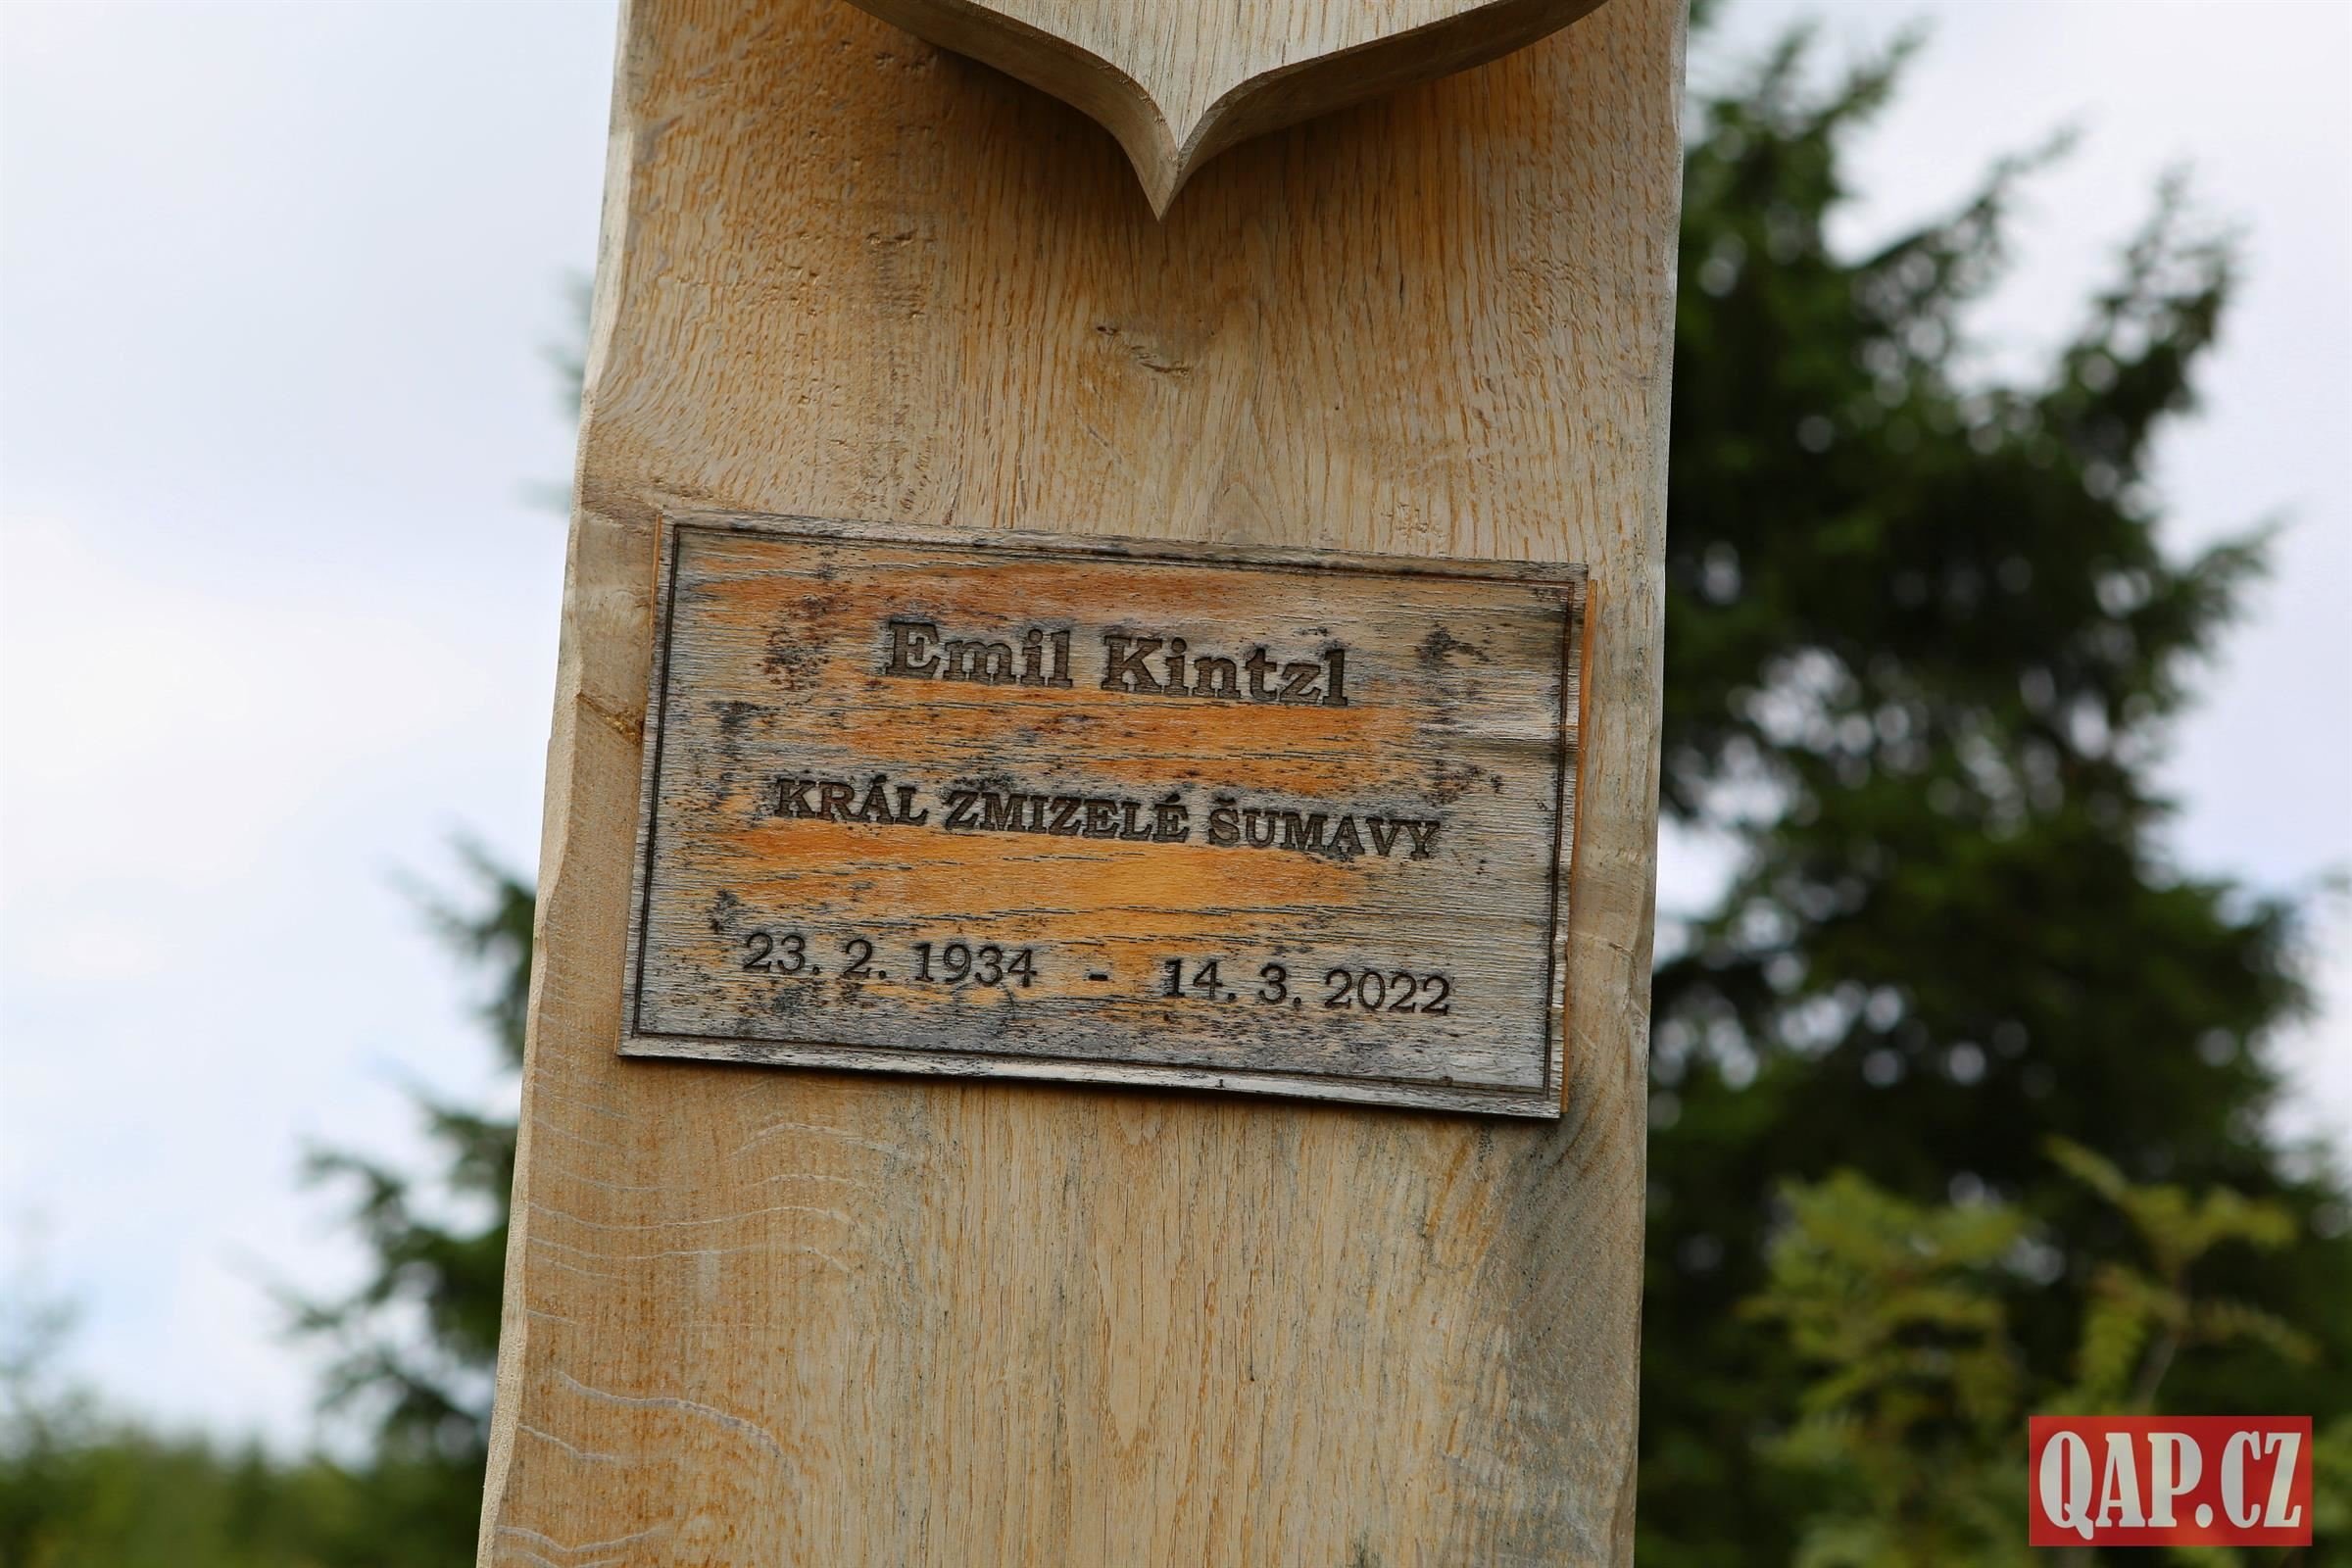 Emil Kintzl
KRÁL ZMIZELÉ ŠUMAVY
23. 2. 1934 - 14. 3. 2022
QAP.CZ